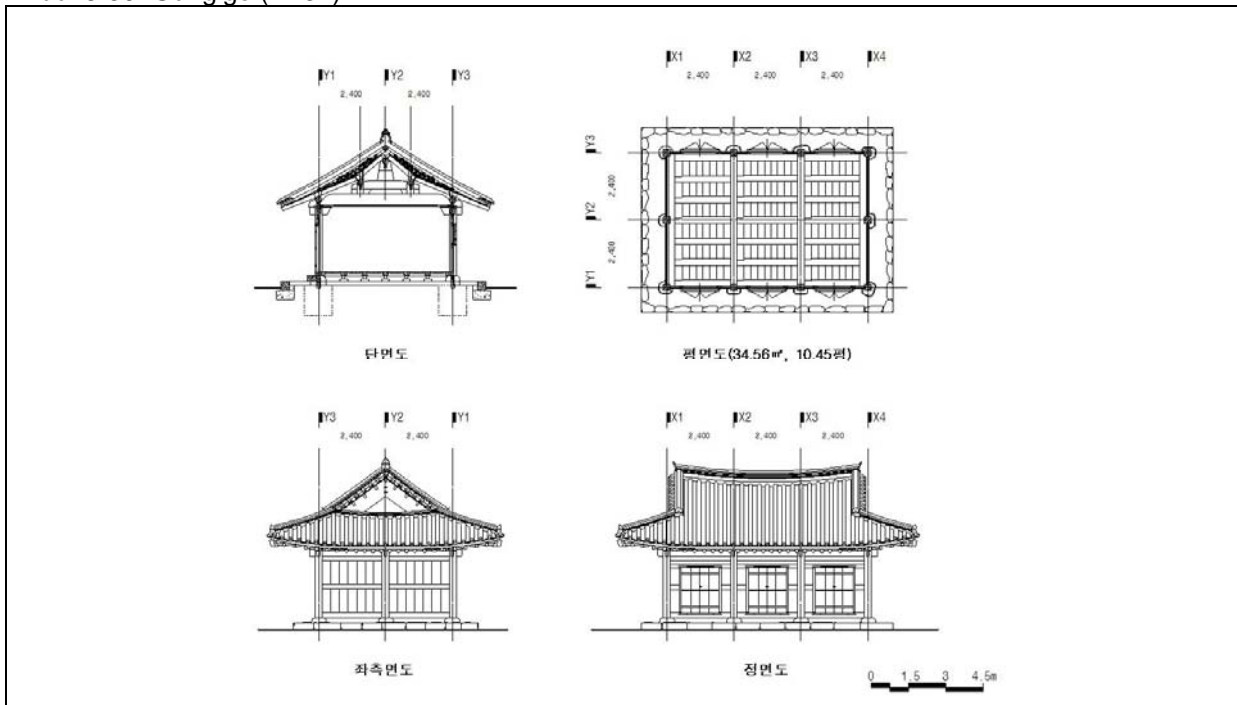 Y1 Y2 Y3
2,400 2,400
단면도
X1 X2 X3 X4
2,400 2,400 2,400
Y3
2,400
Y2
2,400
Y1
평면도(34.56㎡, 10.45평)
Y3 Y2 Y1
2,400 2,400
좌측면도
X1 X2 X3 X4
2,400 2,400 2,400
정면도
0 1.5 3 4.5m